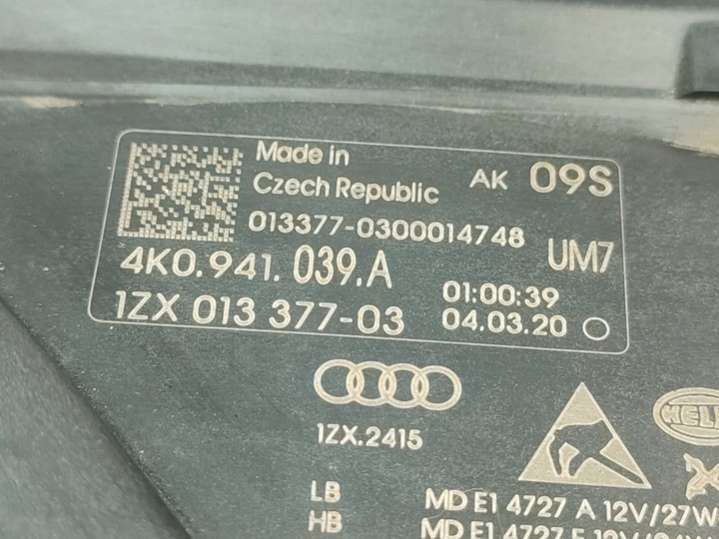 Made in
Czech Republic
AK 09S
013377-0300014748
UM7
4K0.941.039.A
01:00:39
1ZX 013 377-03
04.03.20
1ZX.2415
LB MD E1 4727 A 12V/27W
HB MD E1 4727